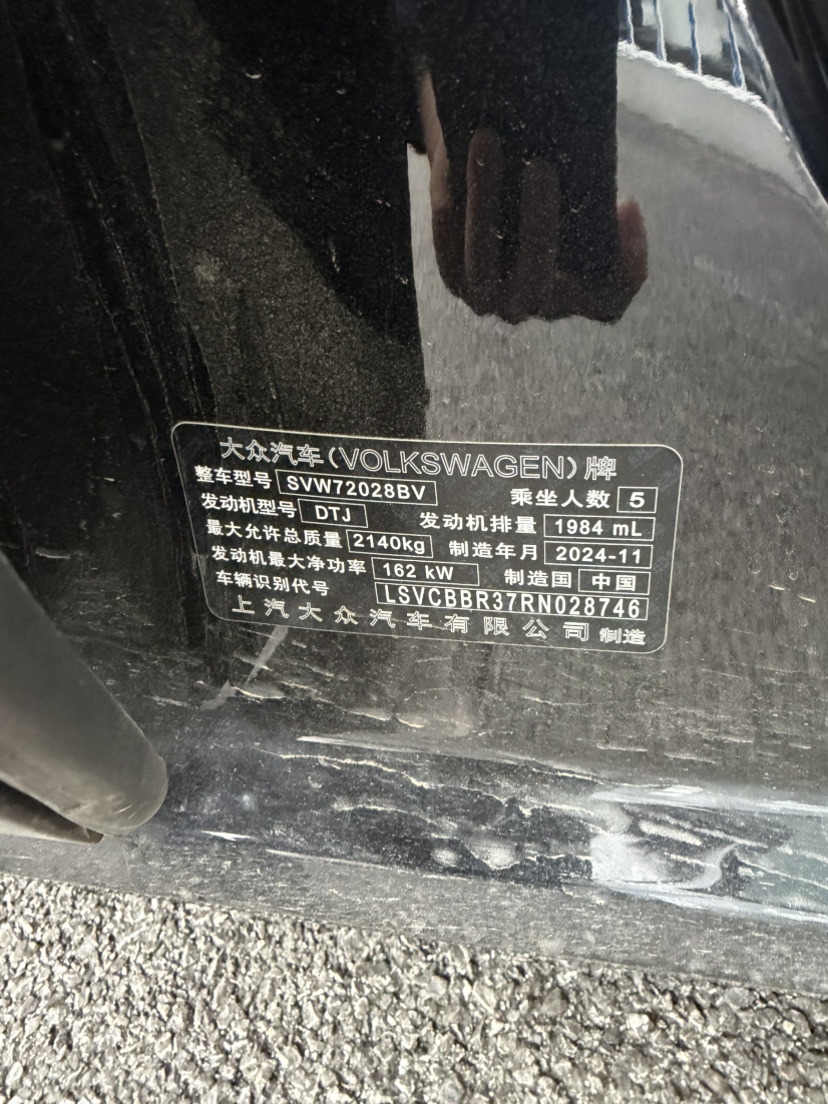 大众汽车(VOLKSWAGEN)牌
整车型号 SVW72028BV 乘坐人数 5
发动机型号 DTJ 发动机排量 1984 mL
最大允许总质量 2140kg 制造年月 2024-11
发动机最大净功率 162 kW 制造国 中国
车辆识别代号 LSVCBBR37RN028746
上汽大众汽车有限公司 制造